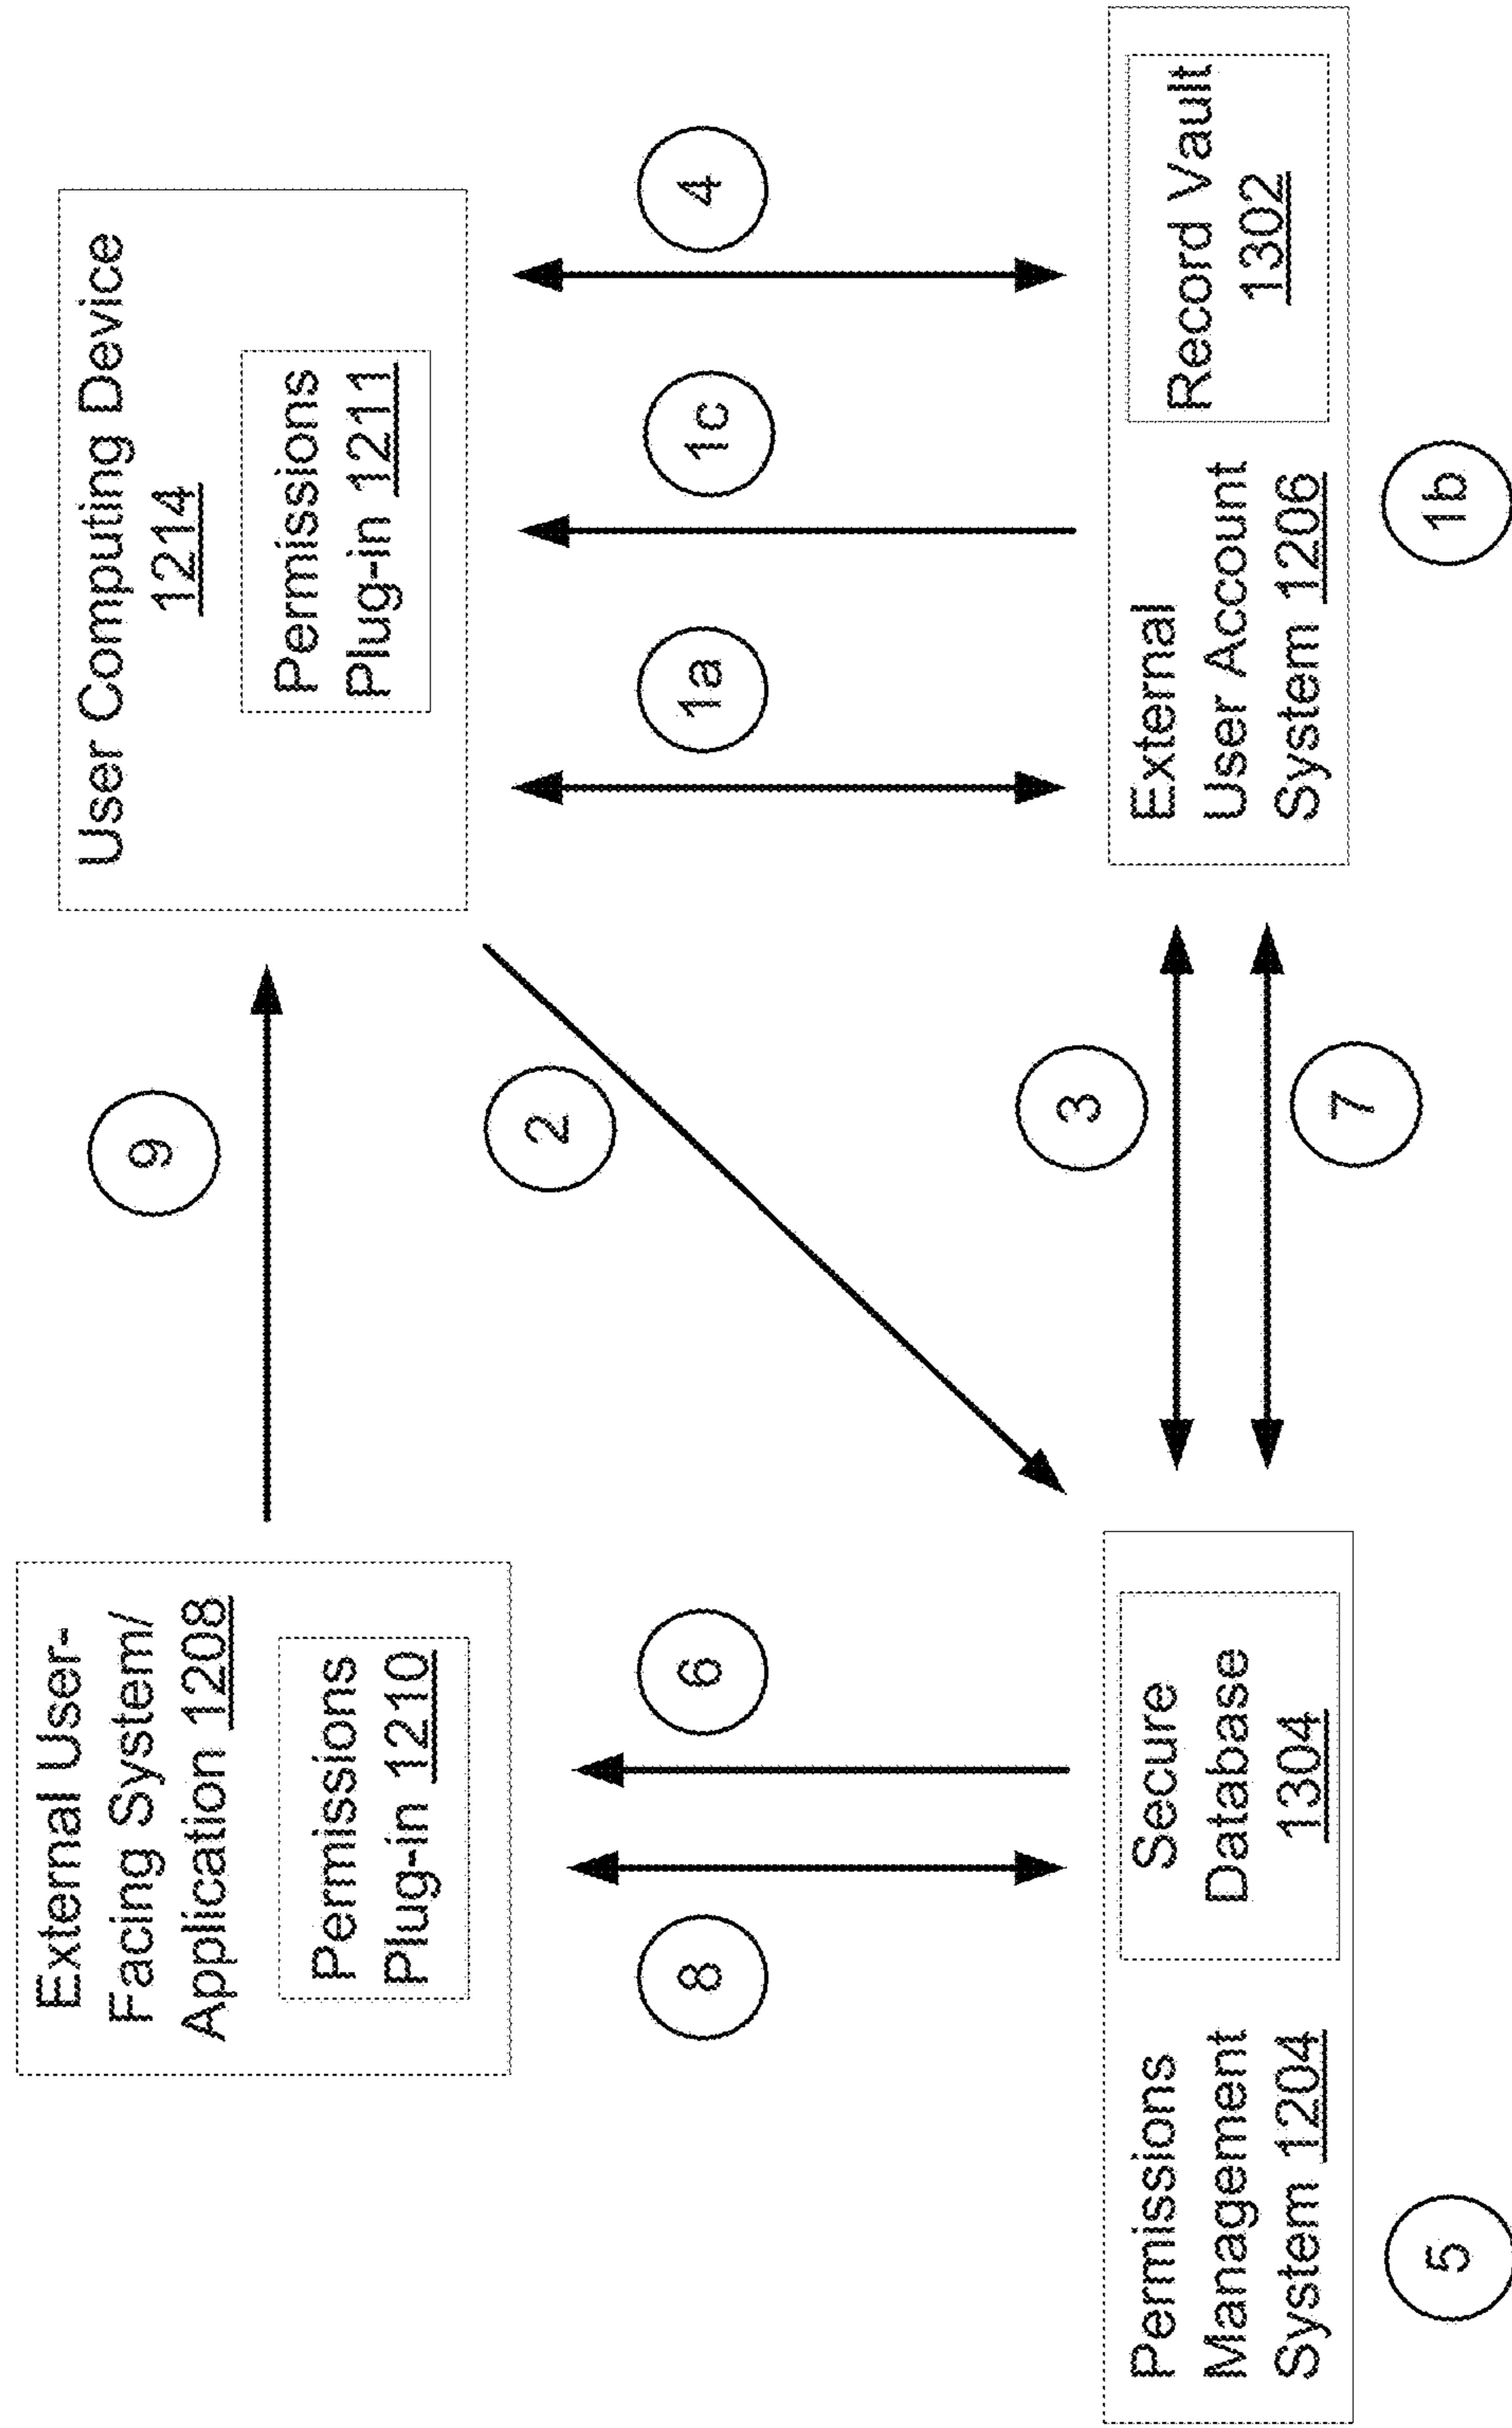 External User-
Facing System/
Application 1208
Permissions
Plug-in 1210
9
User Computing Device
1214
Permissions
Plug-in 1211
2
8
6
1a
1c
4
Permissions
Management
System 1204
Secure
Database
1304
3
7
External
User Account
System 1206
Record Vault
1302
5
1b